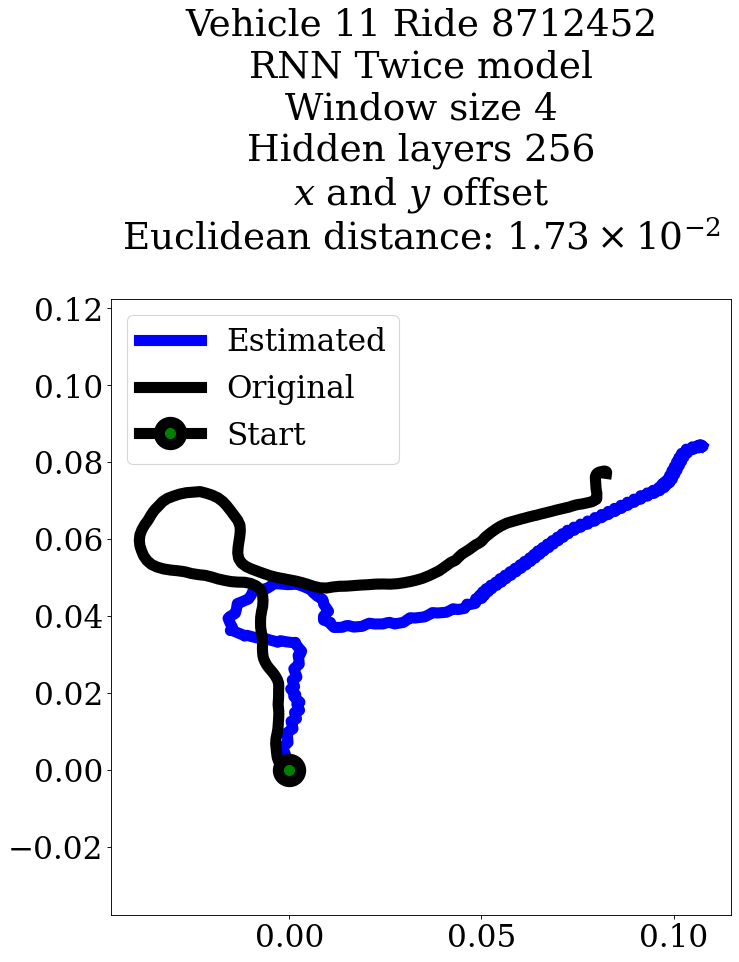 Vehicle 11 Ride 8712452
RNN Twice model
Window size 4
Hidden layers 256
x and y offset
Euclidean distance: 1.73 × 10⁻²
0.12
0.10
0.08
0.06
0.04
0.02
0.00
−0.02
Estimated
Original
Start
0.00 0.05 0.10